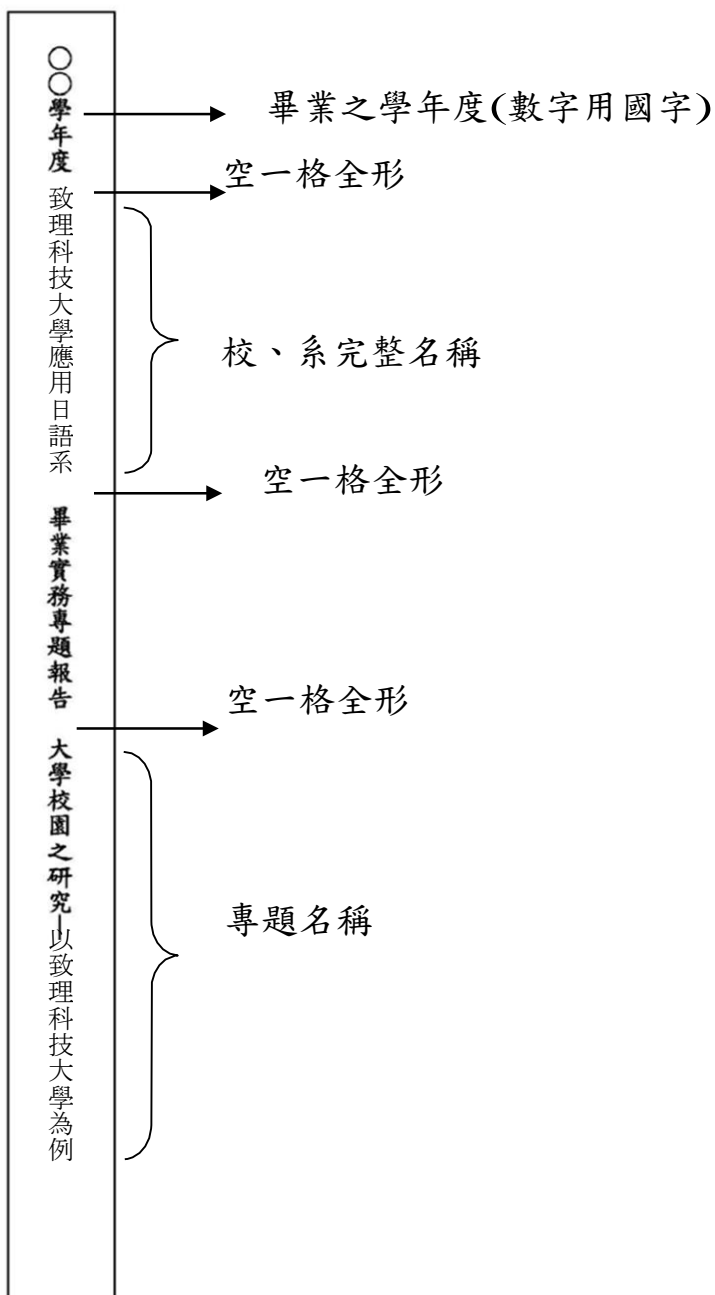 〇〇學年度　致理科技大學應用日語系　畢業實務專題報告　大學校園之研究—以致理科技大學為例
畢業之學年度(數字用國字)
空一格全形
校、系完整名稱
空一格全形
空一格全形
專題名稱